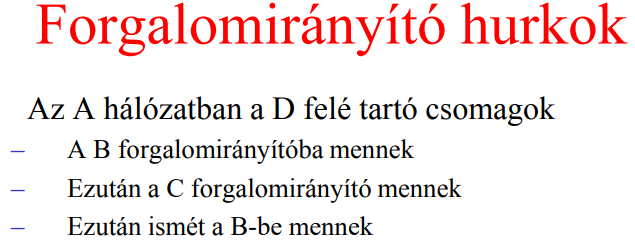 Forgalomirányító hurkok
Az A hálózatban a D felé tartó csomagok
– A B forgalomirányítóba mennek
– Ezután a C forgalomirányító mennek
– Ezután ismét a B-be mennek